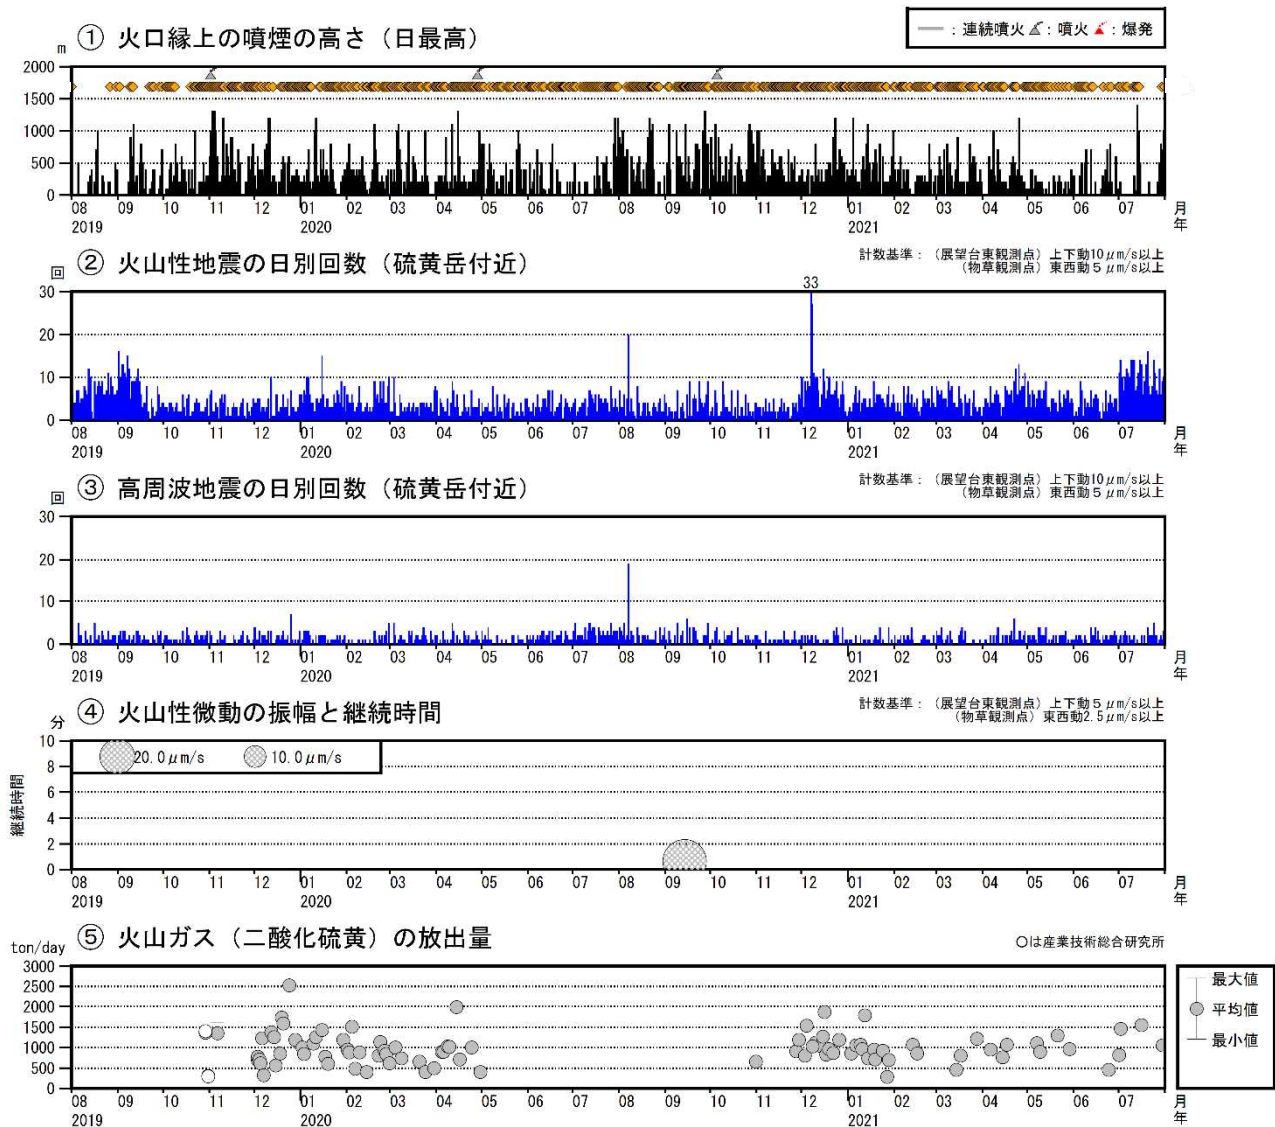 ― : 連続噴火 : 噴火 : 爆発
① 火口縁上の噴煙の高さ（日最高）
m
2000
1500
1000
500
0
08 09 10 11 12 01 02 03 04 05 06 07 08 09 10 11 12 01 02 03 04 05 06 07 月
2019 2020 2021 年
② 火山性地震の日別回数（硫黄岳付近）
計数基準：（展望台東観測点）上下動10μm/s以上
（物草観測点）東西動5μm/s以上
回
33
30
20
10
0
08 09 10 11 12 01 02 03 04 05 06 07 08 09 10 11 12 01 02 03 04 05 06 07 月
2019 2020 2021 年
③ 高周波地震の日別回数（硫黄岳付近）
計数基準：（展望台東観測点）上下動10μm/s以上
（物草観測点）東西動5μm/s以上
回
30
20
10
0
08 09 10 11 12 01 02 03 04 05 06 07 08 09 10 11 12 01 02 03 04 05 06 07 月
2019 2020 2021 年
④ 火山性微動の振幅と継続時間
計数基準：（展望台東観測点）上下動5μm/s以上
（物草観測点）東西動2.5μm/s以上
分
継続時間
20.0μm/s 10.0μm/s
10
8
6
4
2
0
08 09 10 11 12 01 02 03 04 05 06 07 08 09 10 11 12 01 02 03 04 05 06 07 月
2019 2020 2021 年
⑤ 火山ガス（二酸化硫黄）の放出量
○は産業技術総合研究所
ton/day
3000
2500
2000
1500
1000
500
0
最大値
平均値
最小値
08 09 10 11 12 01 02 03 04 05 06 07 08 09 10 11 12 01 02 03 04 05 06 07 月
2019 2020 2021 年